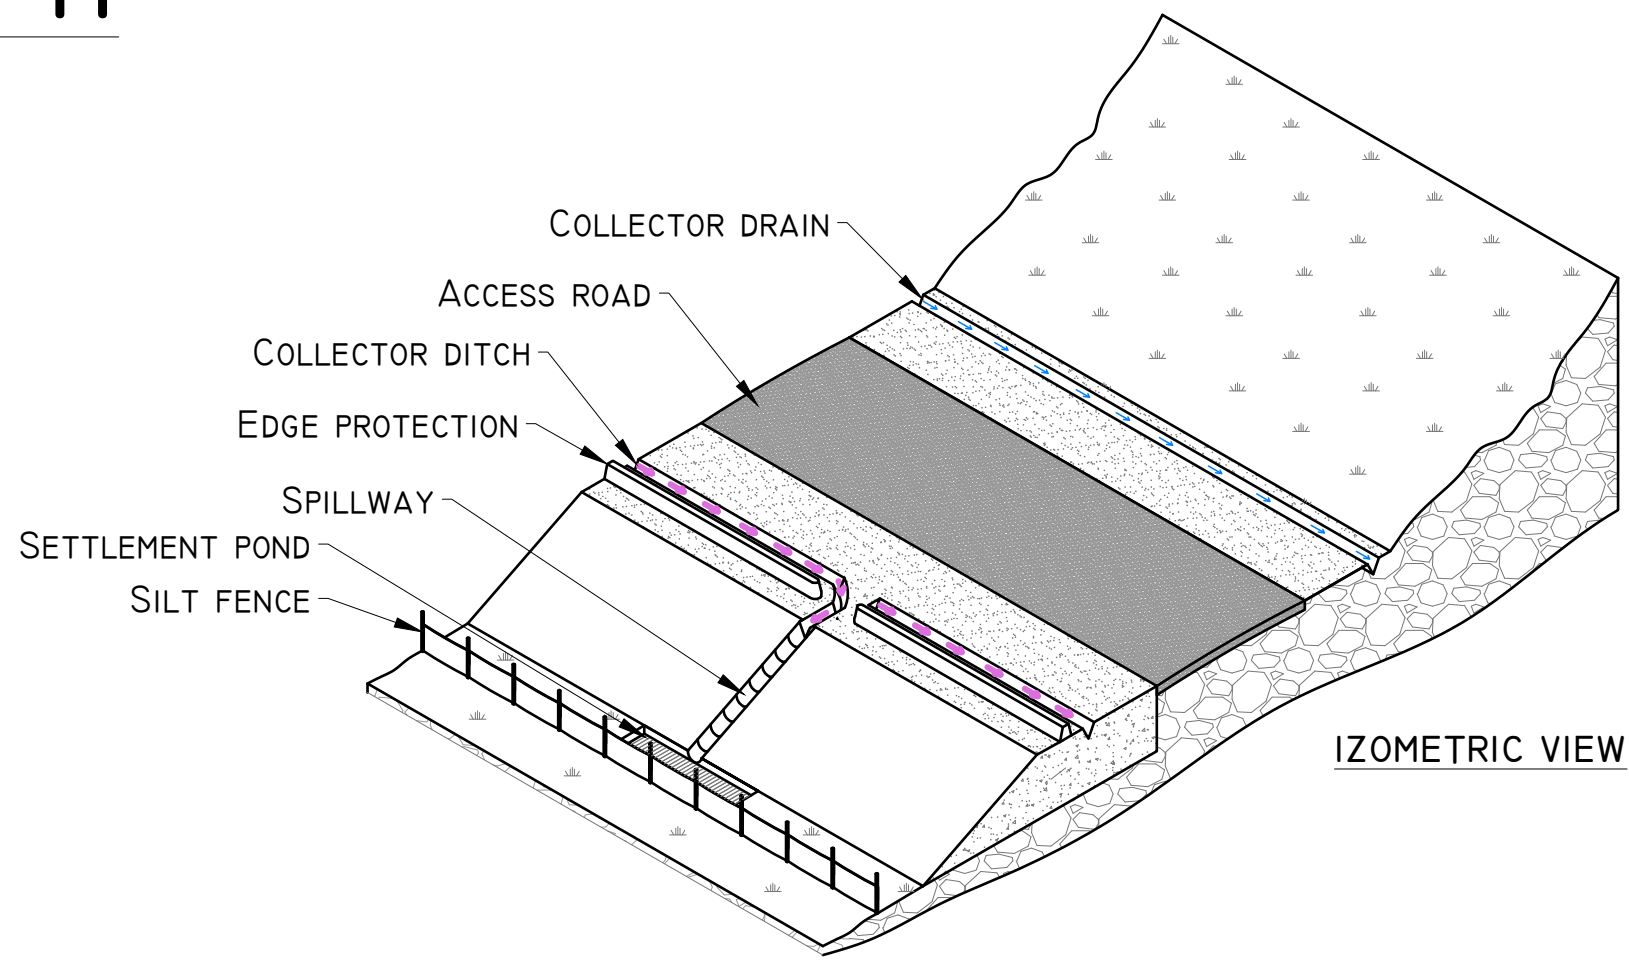 COLLECTOR DRAIN
ACCESS ROAD
COLLECTOR DITCH
EDGE PROTECTION
SPILLWAY
SETTLEMENT POND
SILT FENCE
IZOMETRIC VIEW